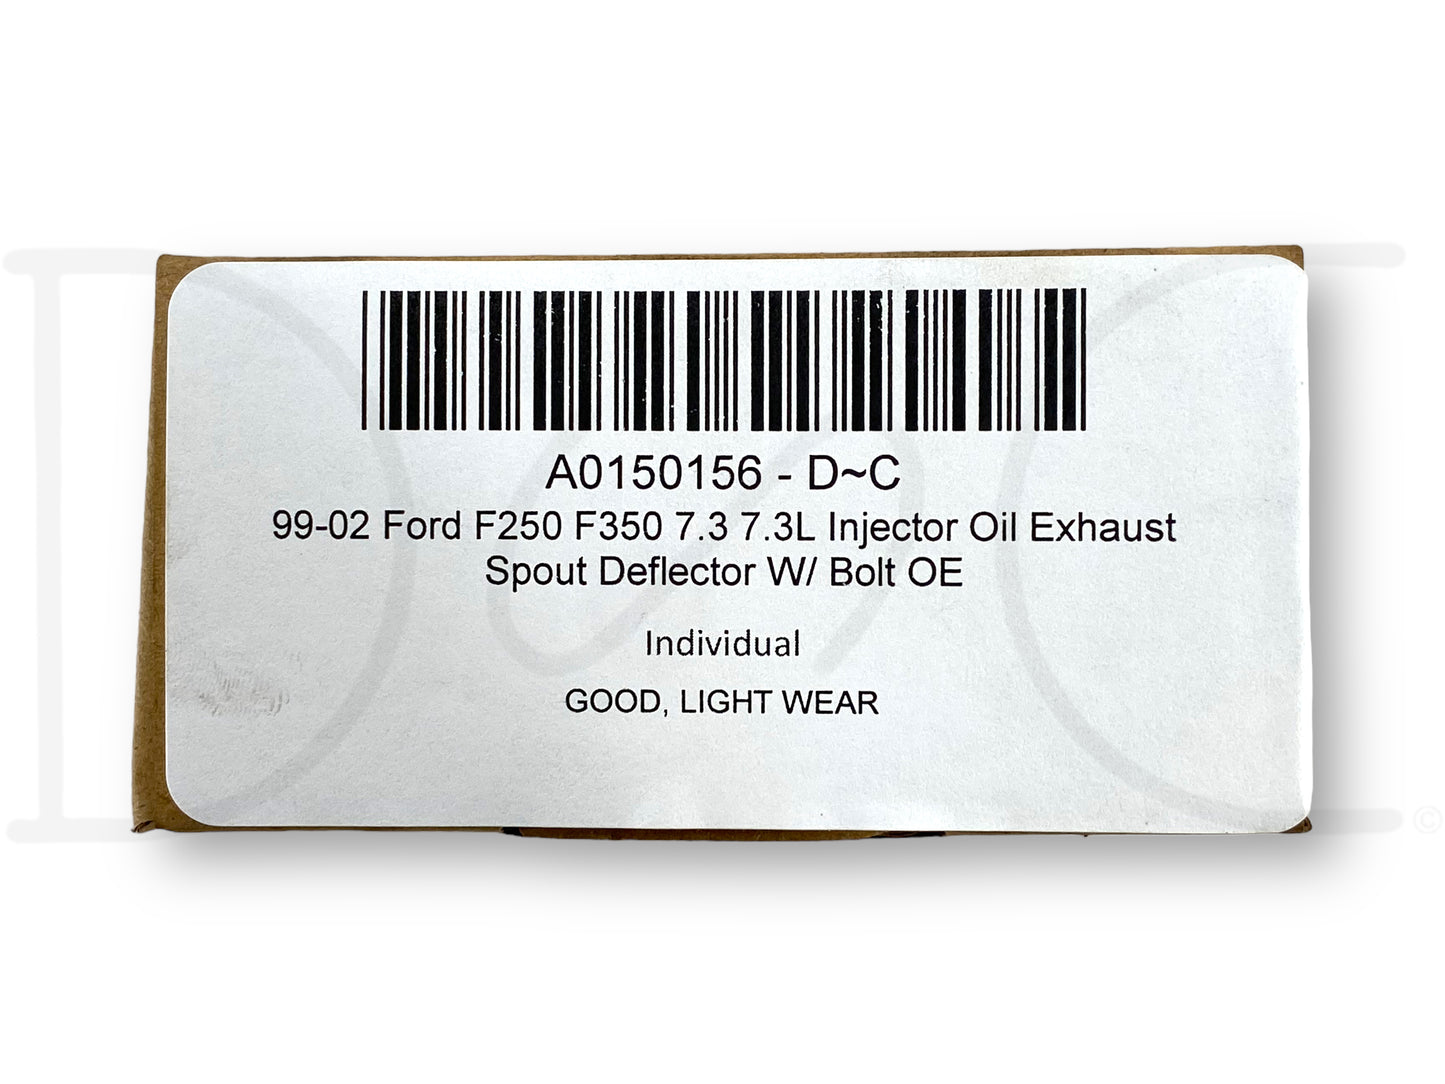 A0150156 - D~C
99-02 Ford F250 F350 7.3 7.3L Injector Oil Exhaust
Spout Deflector W/ Bolt OE
Individual
GOOD, LIGHT WEAR
D~C
©